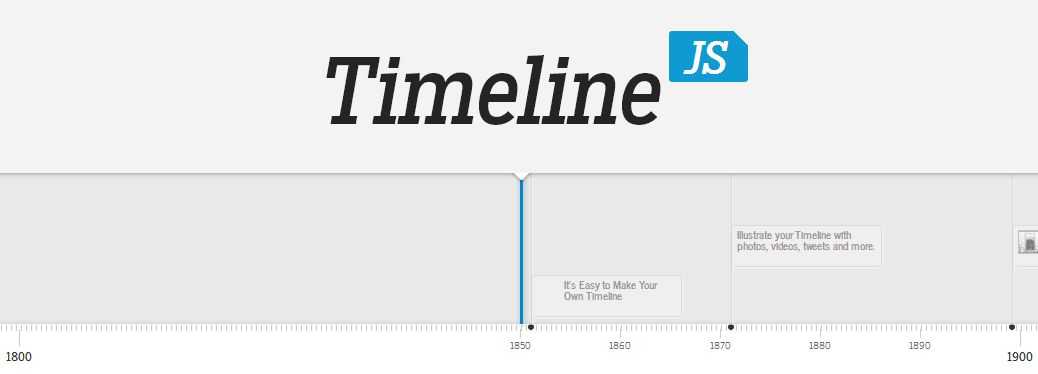 Timeline JS
Illustrate your Timeline with
photos, videos, tweets and more.
It's Easy to Make Your
Own Timeline
1850 1860 1870 1880 1890
1800 1900